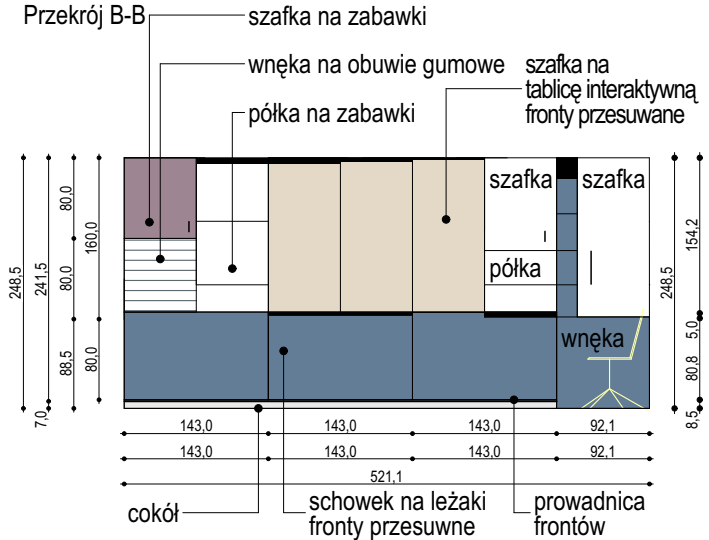 Przekrój B-B
szafka na zabawki
wnęka na obuwie gumowe
półka na zabawki
szafka na
tablicę interaktywną
fronty przesuwane
szafka
szafka
półka
wnęka
248,5
241,5
7,0
80,0
80,0
88,5
160,0
80,0
248,5
154,2
5,0
80,8
8,5
143,0
143,0
143,0
92,1
143,0
143,0
143,0
92,1
521,1
cokół
schowek na leżaki
fronty przesuwne
prowadnica
frontów